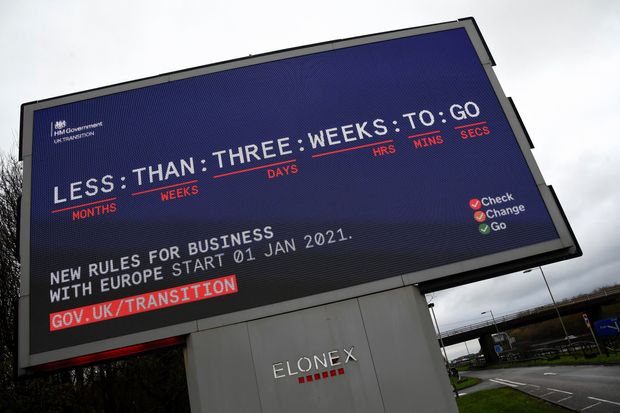 HM Government
UK TRANSITION
LESS : THAN : THREE : WEEKS : TO : GO
MONTHS WEEKS DAYS HRS MINS SECS
Check
Change
Go
NEW RULES FOR BUSINESS
WITH EUROPE START 01 JAN 2021.
GOV.UK/TRANSITION
ELONEX